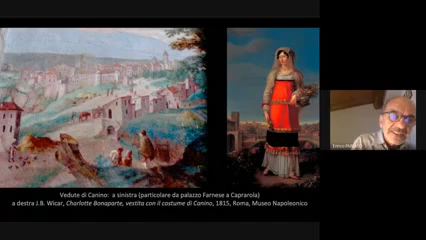 Vedute di Canino: a sinistra (particolare da palazzo Farnese a Caprarola)
a destra J.B. Wicar, Charlotte Bonaparte, vestita con il costume di Canino, 1815, Roma, Museo Napoleonico
Enrico